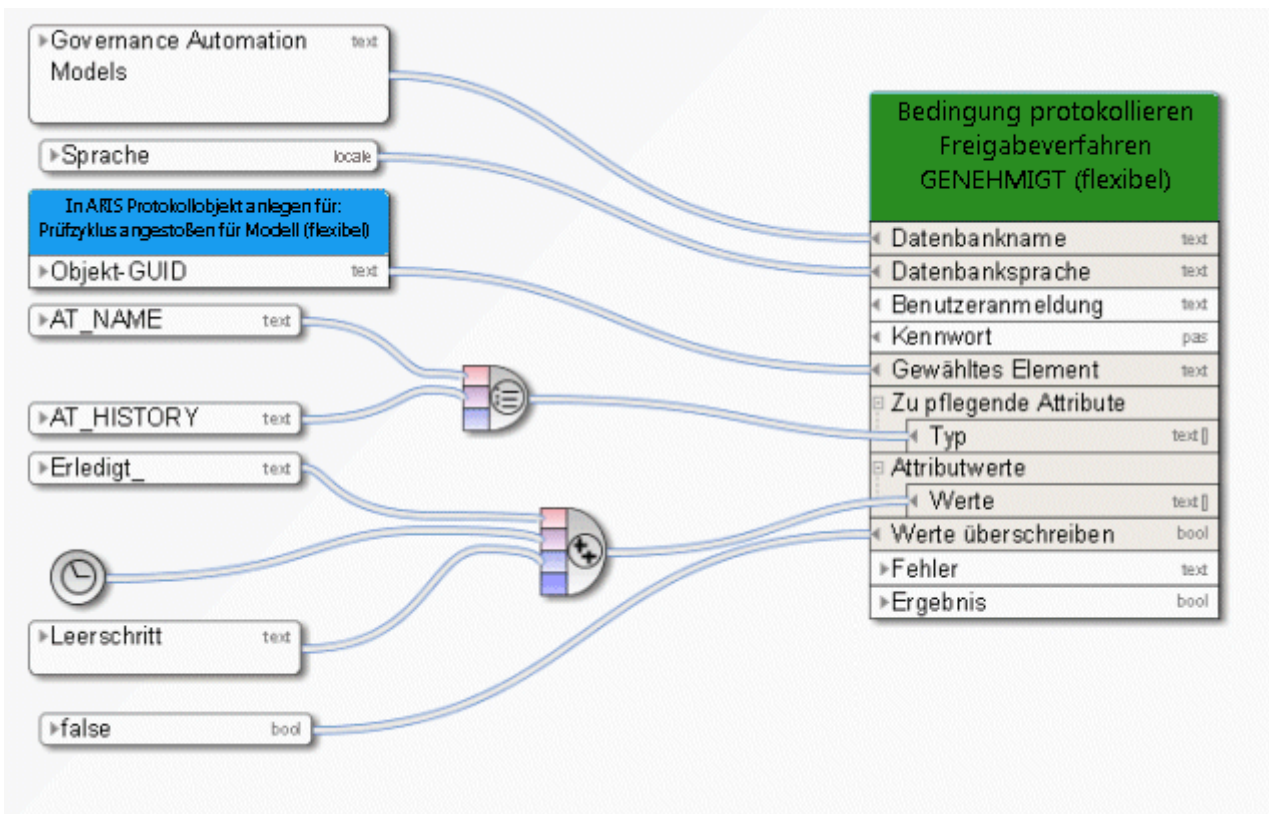 Governance Automation text
Models
Sprache locale
In ARIS Protokollobjekt anlegen für:
Prüfzyklus angestoßen für Modell (flexibel)
Objekt-GUID text
AT_NAME text
AT_HISTORY text
Erledigt_ text
Leerschritt text
false bool
Bedingung protokollieren
Freigabeverfahren
GENEHMIGT (flexibel)
Datenbankname text
Datenbanksprache text
Benutzeranmeldung text
Kennwort pas
Gewähltes Element text
Zu pflegende Attribute
Typ text[]
Attributwerte
Werte text[]
Werte überschreiben bool
Fehler text
Ergebnis bool